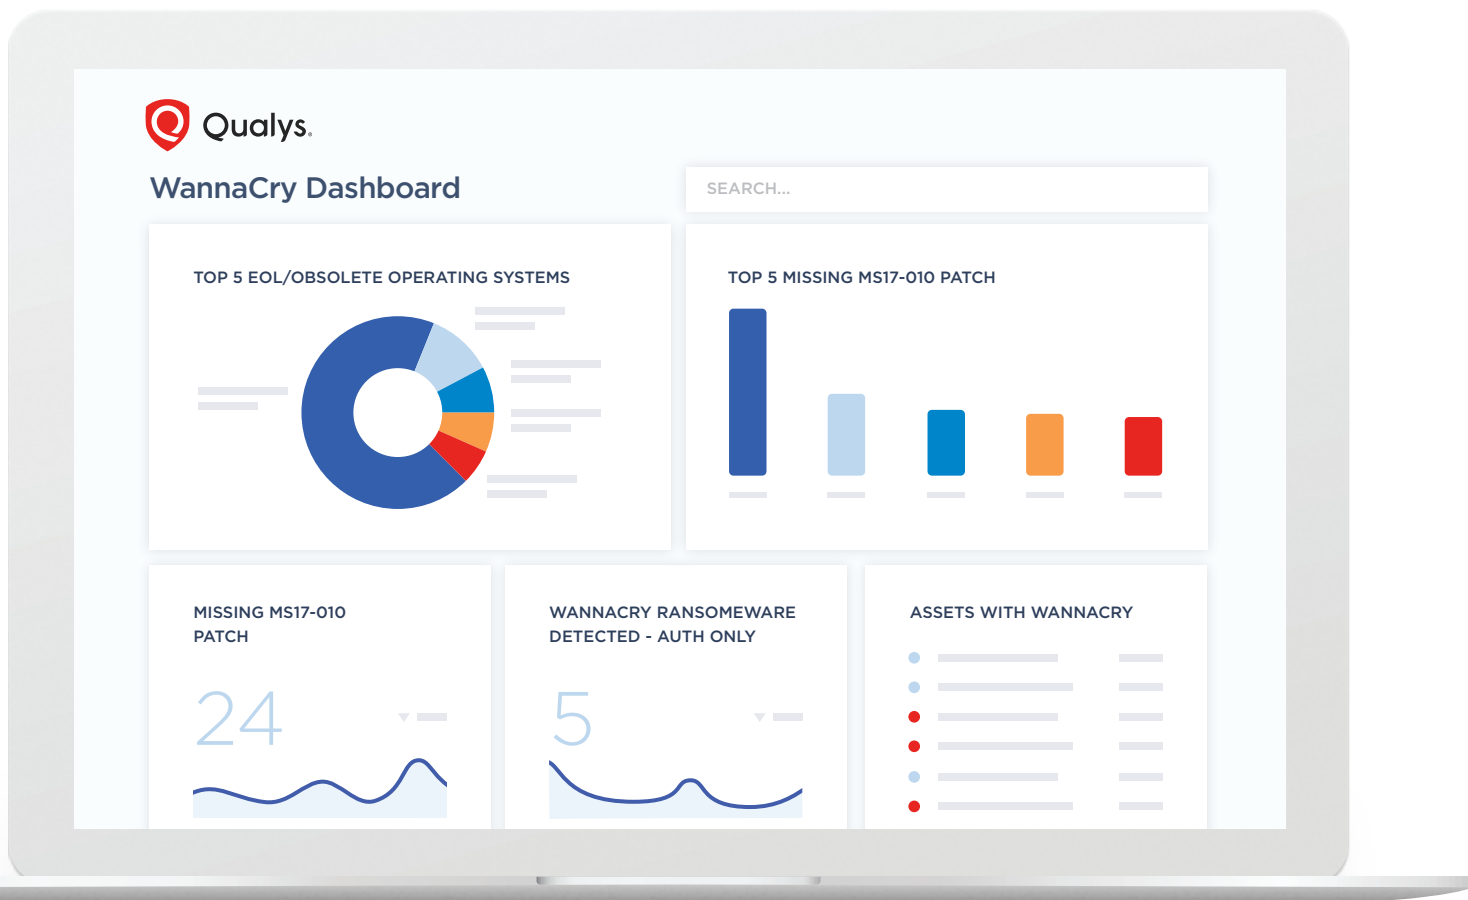 Qualys.
WannaCry Dashboard
SEARCH...
TOP 5 EOL/OBSOLETE OPERATING SYSTEMS
TOP 5 MISSING MS17-010 PATCH
MISSING MS17-010
PATCH
24
WANNACRY RANSOMEWARE
DETECTED - AUTH ONLY
5
ASSETS WITH WANNACRY